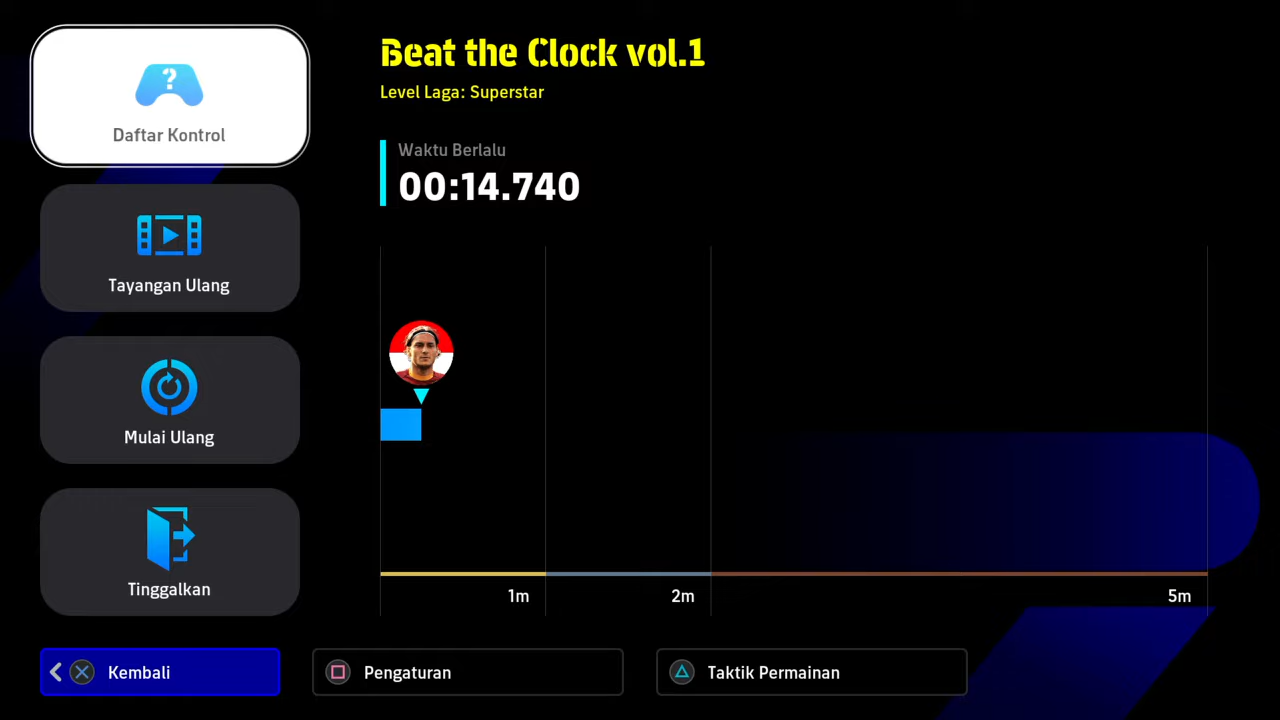 Beat the Clock vol.1
Level Laga: Superstar
Waktu Berlalu
00:14.740
?
Daftar Kontrol
Tayangan Ulang
Mulai Ulang
Tinggalkan
1m
2m
5m
Kembali
Pengaturan
Taktik Permainan